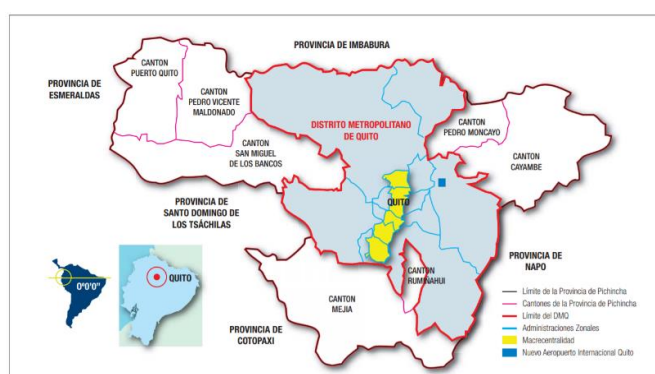 PROVINCIA DE IMBABURA
CANTON
PUERTO QUITO
PROVINCIA DE
ESMERALDAS
CANTON
PEDRO VICENTE
MALDONADO
DISTRITO METROPOLITANO
DE QUITO
CANTON
PEDRO MONCAYO
CANTON
SAN MIGUEL
DE LOS BANCOS
CANTON
CAYAMBE
PROVINCIA DE
SANTO DOMINGO DE
LOS TSÁCHILAS
QUITO
PROVINCIA DE
NAPO
CANTON
RUMIÑAHUI
CANTON
MEJIA
PROVINCIA DE
COTOPAXI
0º0'0"
QUITO
Límite de la Provincia de Pichincha
Cantones de la Provincia de Pichincha
Límite del DMQ
Administraciones Zonales
Macrocentralidad
Nuevo Aeropuerto Internacional Quito